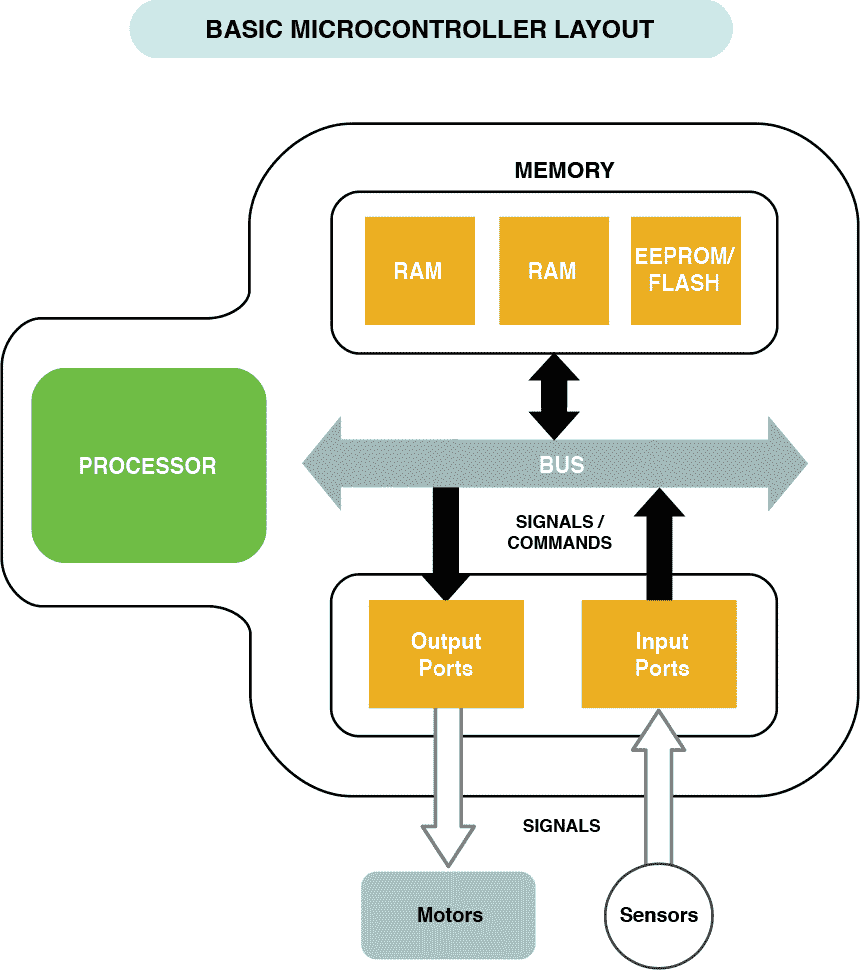 BASIC MICROCONTROLLER LAYOUT
MEMORY
RAM
RAM
EEPROM/
FLASH
PROCESSOR
BUS
SIGNALS /
COMMANDS
Output
Ports
Input
Ports
SIGNALS
Motors
Sensors